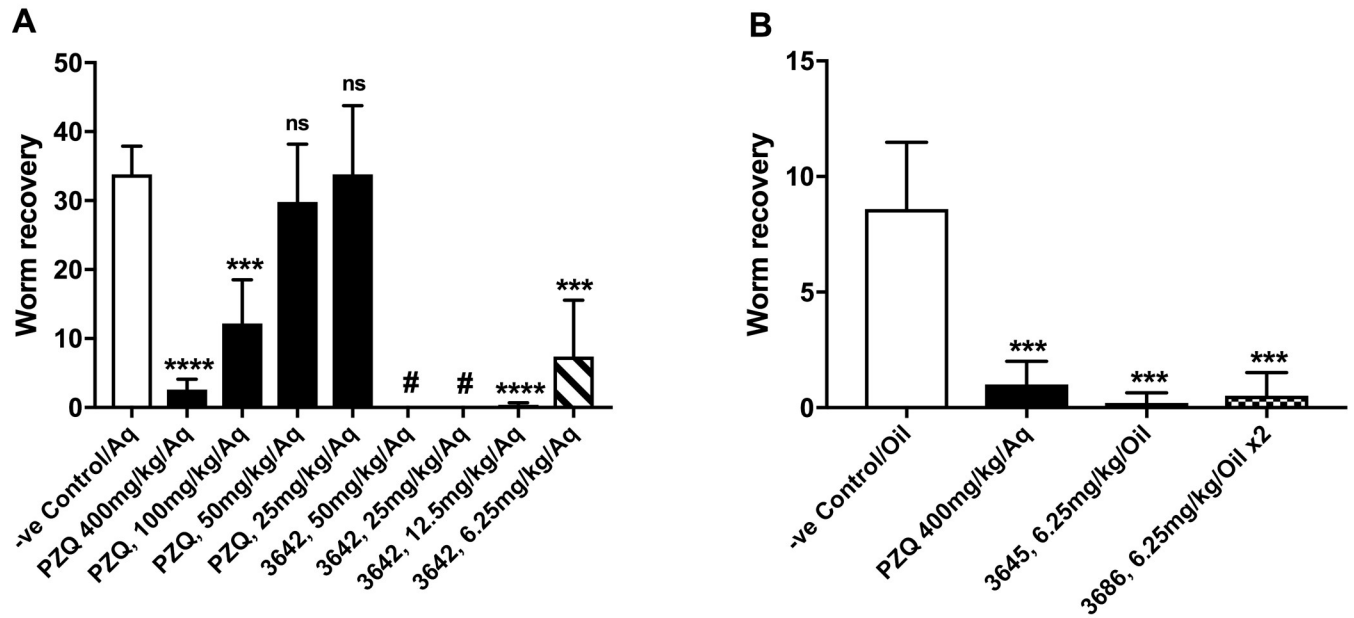 A
Worm recovery
50
40
30
20
10
0
****
***
ns
ns
#
#
****
***
-ve Control/Aq
PZQ 400mg/kg/Aq
PZQ, 100mg/kg/Aq
PZQ, 50mg/kg/Aq
PZQ, 25mg/kg/Aq
3642, 50mg/kg/Aq
3642, 25mg/kg/Aq
3642, 12.5mg/kg/Aq
3642, 6.25mg/kg/Aq
B
Worm recovery
15
10
5
0
***
***
***
-ve Control/Oil
PZQ 400mg/kg/Aq
3645, 6.25mg/kg/Oil
3686, 6.25mg/kg/Oil x2